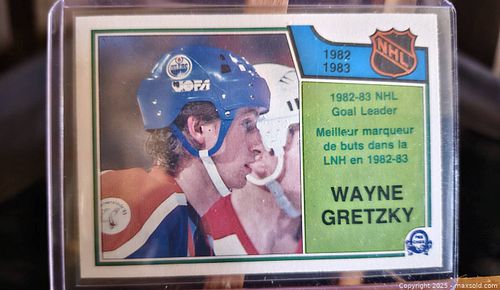 OILERS
JOFA
1982
1983
NHL
1982-83 NHL
Goal Leader
Meilleur marqueur
de buts dans la
LNH en 1982-83
WAYNE
GRETZKY
Copyright 2025 - maxsold.com